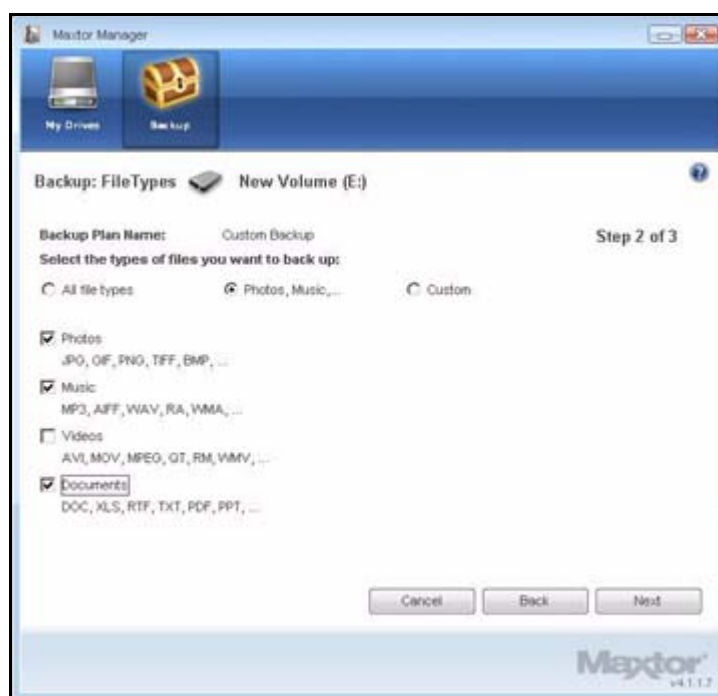 Maxtor Manager
My Drives Backup
Backup: FileTypes New Volume (E:)
Backup Plan Name: Custom Backup Step 2 of 3
Select the types of files you want to back up:
All file types Photos, Music,... Custom
Photos
JPG, GIF, PNG, TIFF, BMP, ...
Music
MP3, AIFF, WAV, RA, WMA, ...
Videos
AVI, MOV, MPEG, QT, RM, WMV, ...
Documents
DOC, XLS, RTF, TXT, PDF, PPT, ...
Cancel Back Next
Maxtor
v4.1.1.7